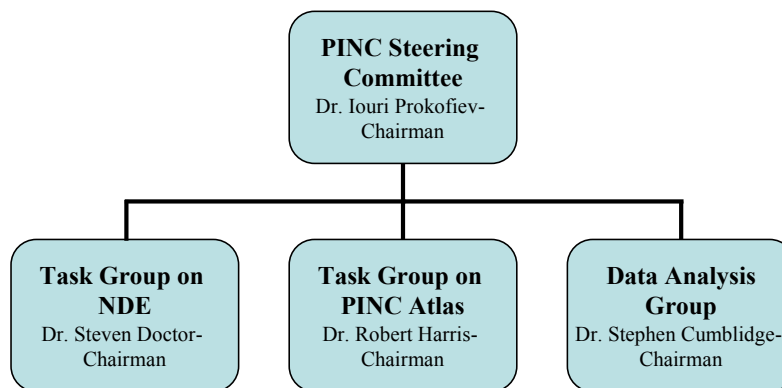 PINC Steering
Committee
Dr. Iouri Prokofiev-
Chairman
Task Group on
NDE
Dr. Steven Doctor-
Chairman
Task Group on
PINC Atlas
Dr. Robert Harris-
Chairman
Data Analysis
Group
Dr. Stephen Cumblidge-
Chairman